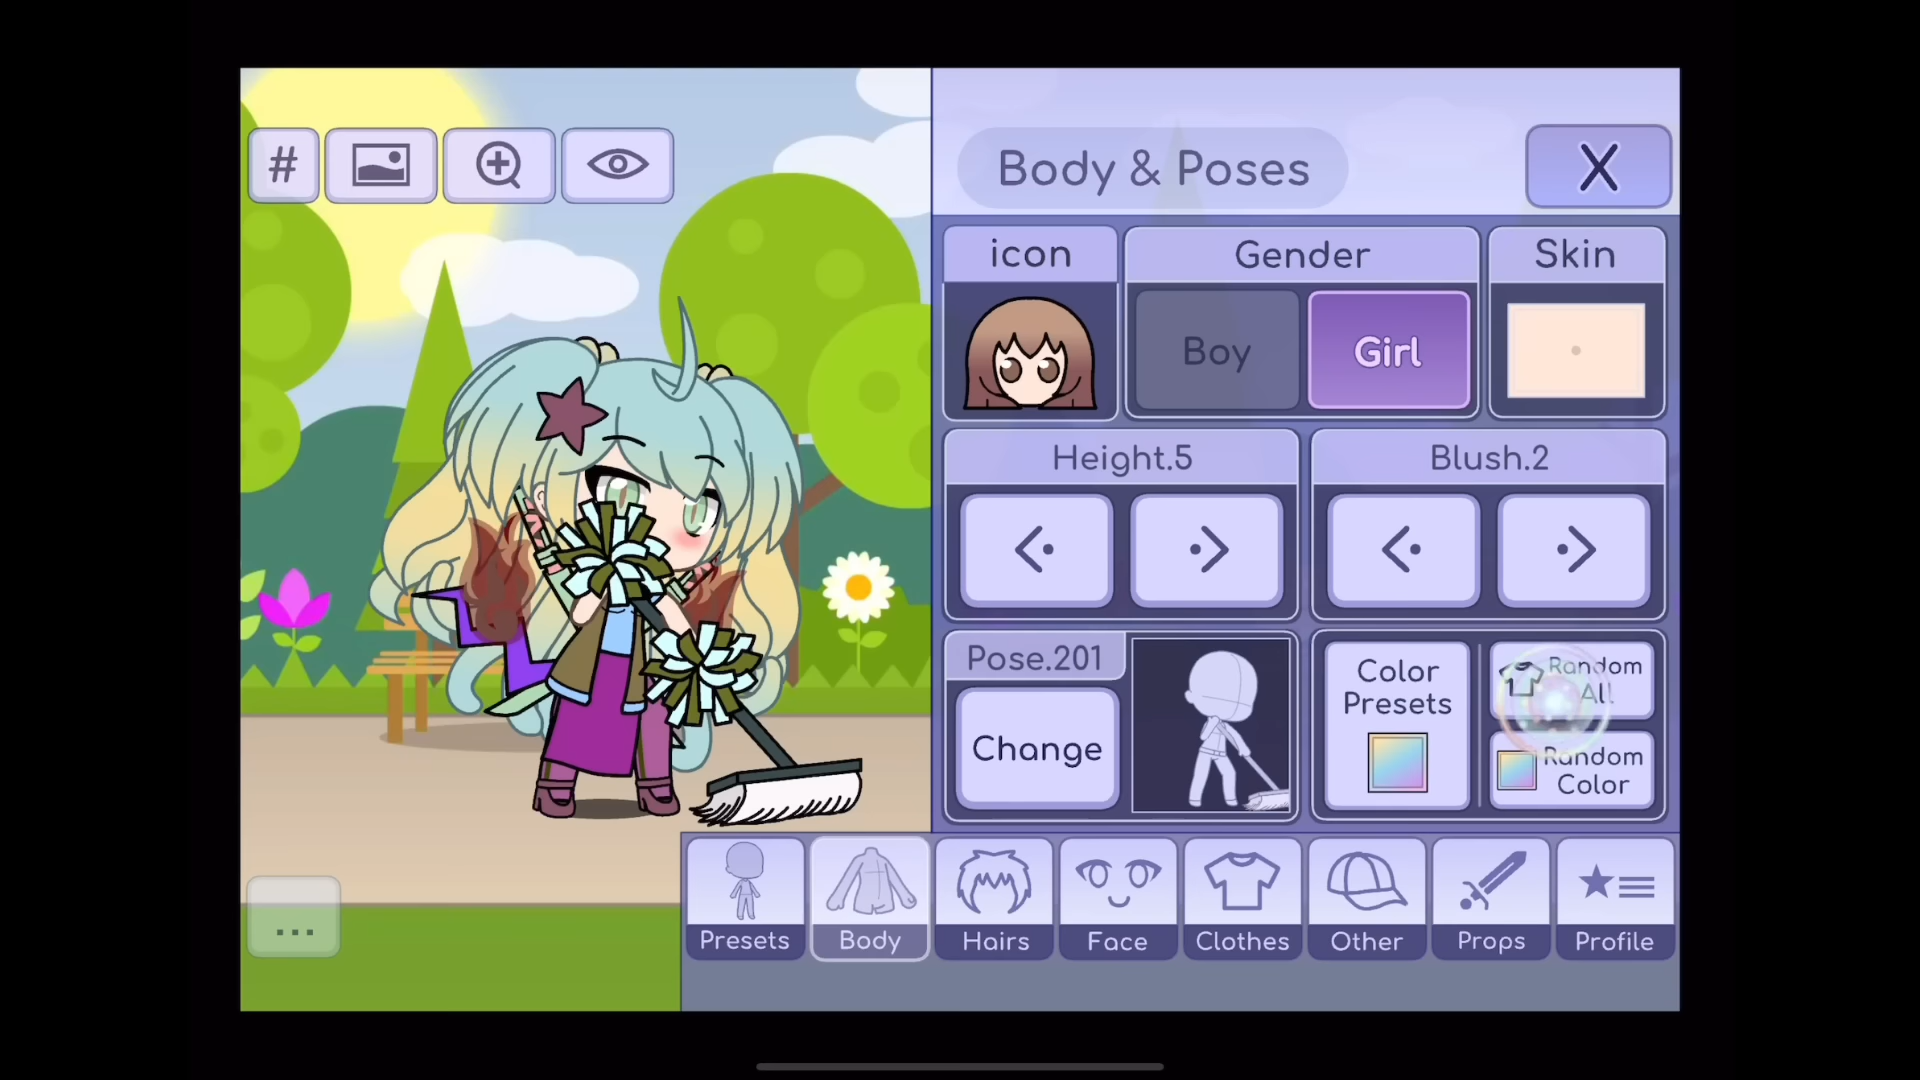 #
Body & Poses
X
icon
Gender
Skin
Boy
Girl
Height.5
Blush.2
Pose.201
Change
Color
Presets
Random
All
Random
Color
...
Presets
Body
Hairs
Face
Clothes
Other
Props
Profile